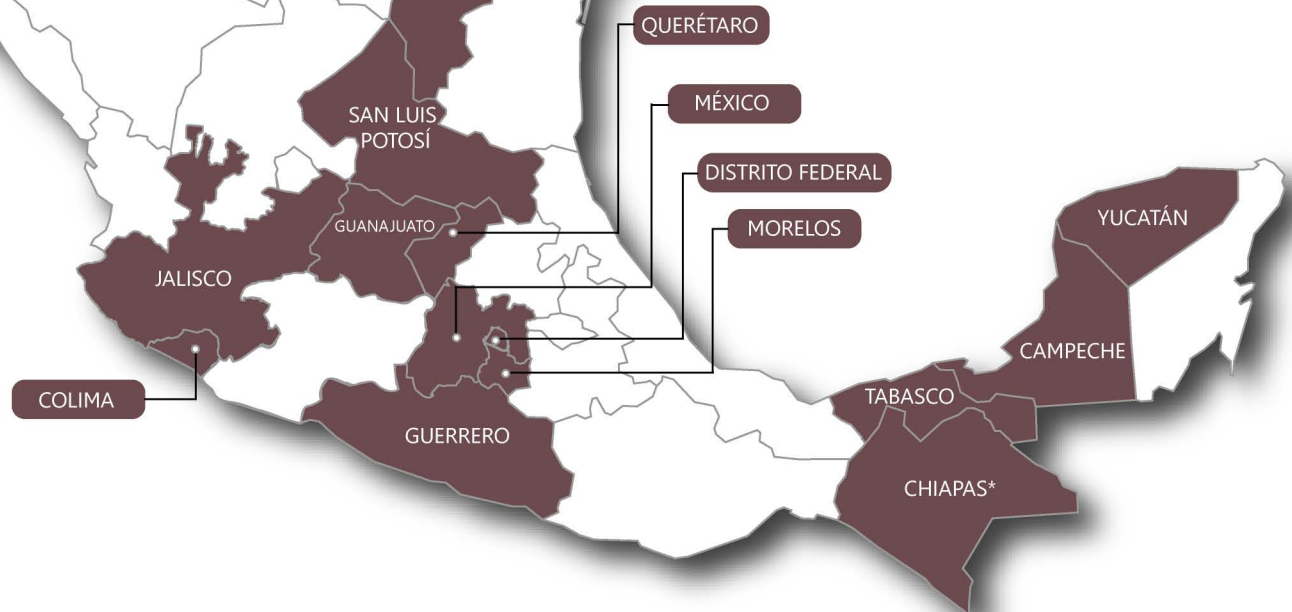 QUERÉTARO
MÉXICO
SAN LUIS
POTOSÍ
DISTRITO FEDERAL
MORELOS
YUCATÁN
GUANAJUATO
JALISCO
CAMPECHE
COLIMA
TABASCO
GUERRERO
CHIAPAS*